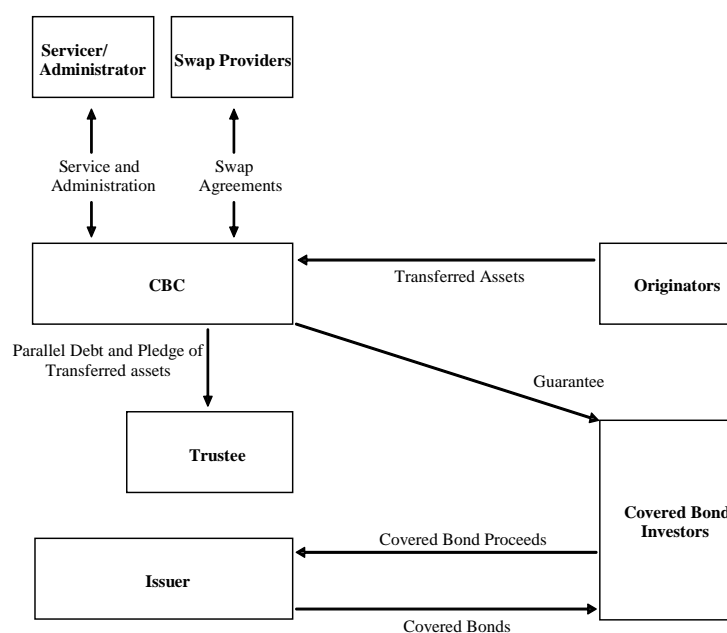 Servicer/
Administrator
Swap Providers
Service and
Administration
Swap
Agreements
CBC
Transferred Assets
Originators
Parallel Debt and Pledge of
Transferred assets
Guarantee
Trustee
Covered Bond
Investors
Covered Bond Proceeds
Issuer
Covered Bonds